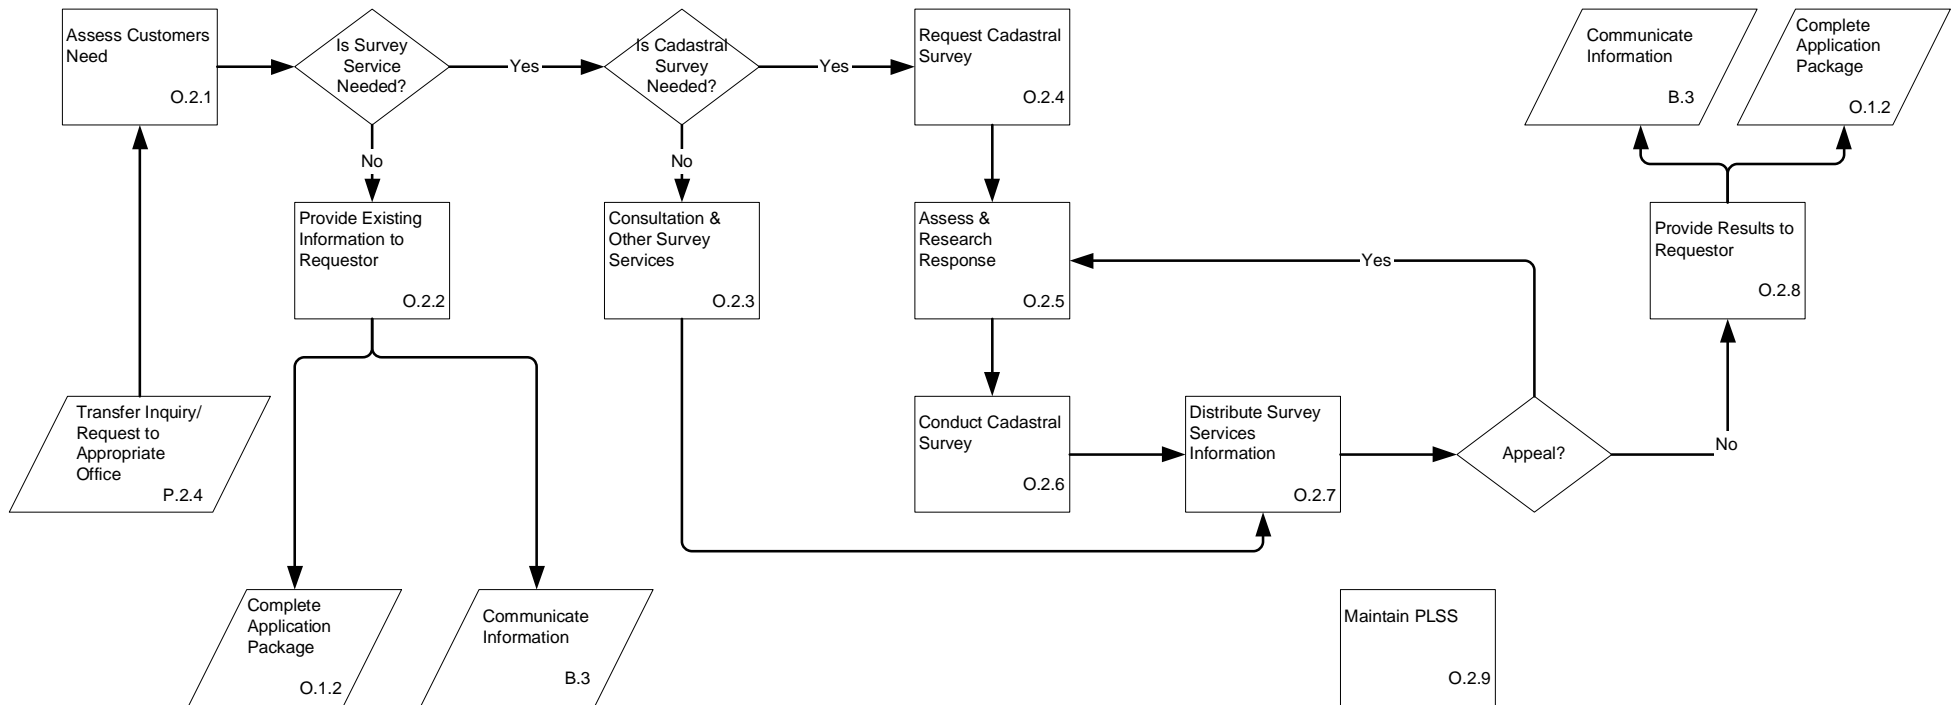 Assess Customers
Need
O.2.1
Is Survey
Service
Needed?
Yes
Is Cadastral
Survey
Needed?
Yes
Request Cadastral
Survey
O.2.4
Communicate
Information
B.3
Complete
Application
Package
O.1.2
No
No
Provide Existing
Information to
Requestor
O.2.2
Consultation &
Other Survey
Services
O.2.3
Assess &
Research
Response
O.2.5
Yes
Provide Results to
Requestor
O.2.8
Transfer Inquiry/
Request to
Appropriate
Office
P.2.4
Conduct Cadastral
Survey
O.2.6
Distribute Survey
Services
Information
O.2.7
Appeal?
No
Complete
Application
Package
O.1.2
Communicate
Information
B.3
Maintain PLSS
O.2.9